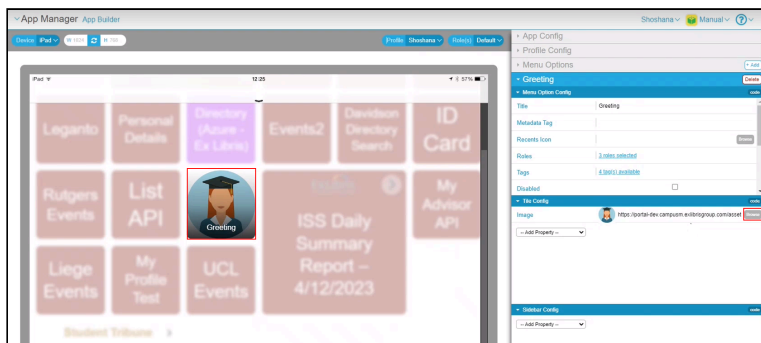 App Manager App Builder
Shoshana Manual ?
Device iPad W 1024 H 768
Profile Shoshana Role(s) Default
App Config
Profile Config
Menu Options + Add
Greeting Delete
Menu Option Config code
Title Greeting
Metadata Tag
Recents Icon Browse
Roles 3 roles selected
Tags 4 tag(s) available
Disabled
Tile Config code
Image https://portal-dev.campusm.exlibrisgroup.com/asset Browse
-- Add Property --
Sidebar Config code
-- Add Property --
iPad 12:25 57%
Leganto
Personal Details
Directory (Azure - Ex Libris)
Events2
Davidson Directory Search
ID Card
Rutgers Events
List API
Greeting
ISS Daily Summary Report – 4/12/2023
My Advisor API
Liege Events
My Profile Test
UCL Events
Student Tribune